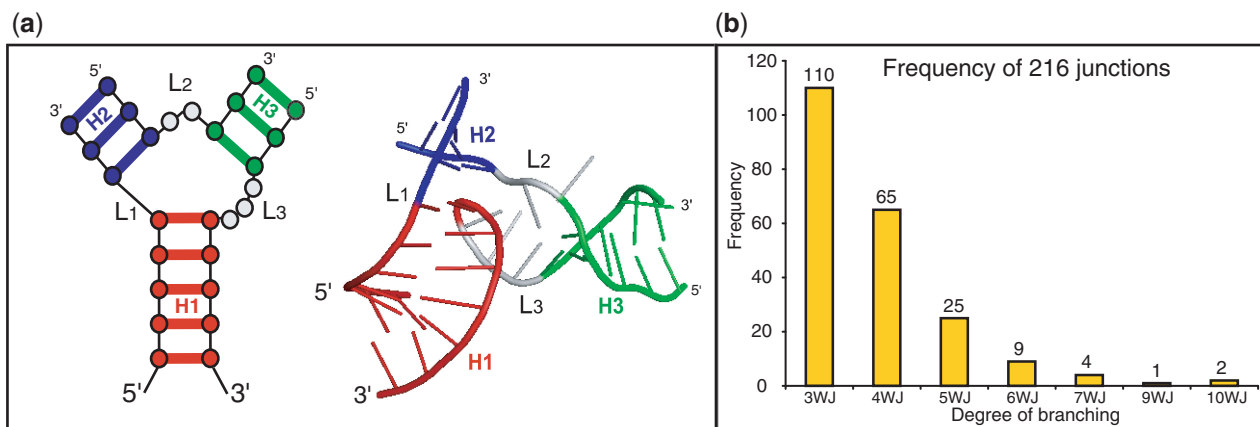 (a)
5'
L2
3'
3'
H2
H3
5'
L1
L3
H1
5'
3'
3'
5'
H2
L2
L1
3'
5'
L3
H3
5'
H1
3'
(b)
Frequency of 216 junctions
Frequency
120
100
80
60
40
20
0
110
65
25
9
4
1
2
3WJ 4WJ 5WJ 6WJ 7WJ 9WJ 10WJ
Degree of branching